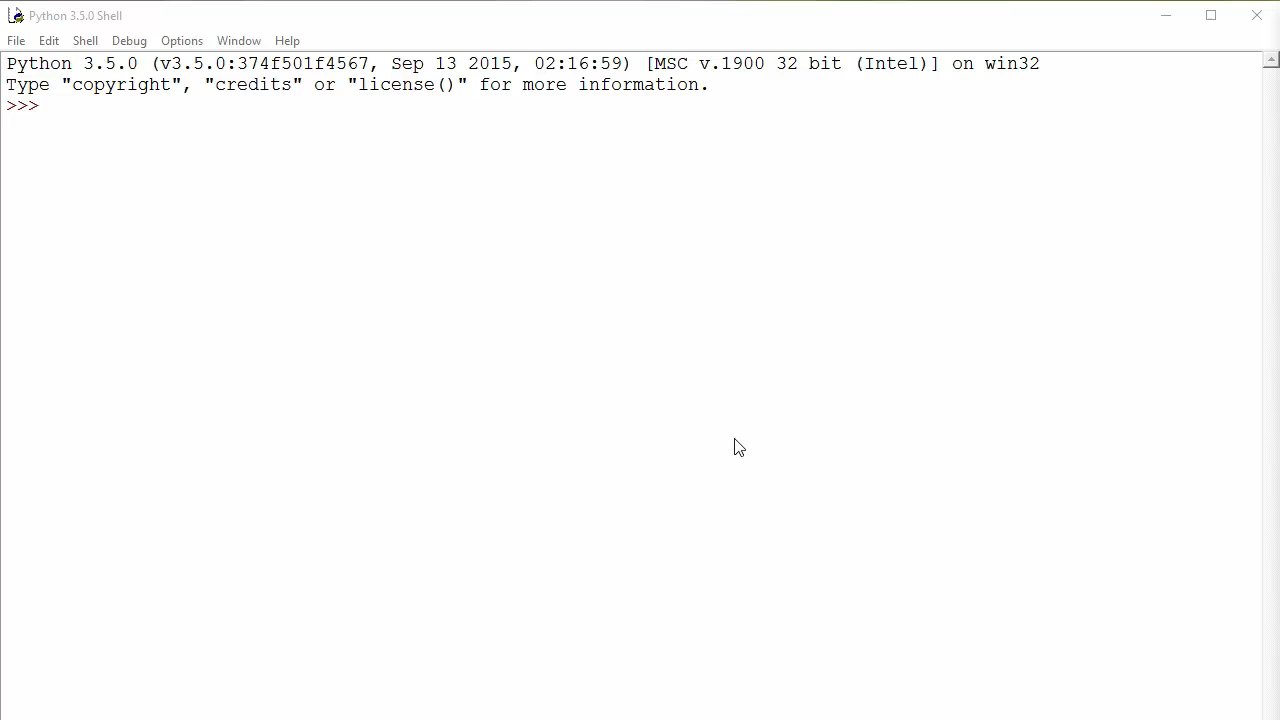 Python 3.5.0 Shell
File Edit Shell Debug Options Window Help
Python 3.5.0 (v3.5.0:374f501f4567, Sep 13 2015, 02:16:59) [MSC v.1900 32 bit (Intel)] on win32
Type "copyright", "credits" or "license()" for more information.
>>>